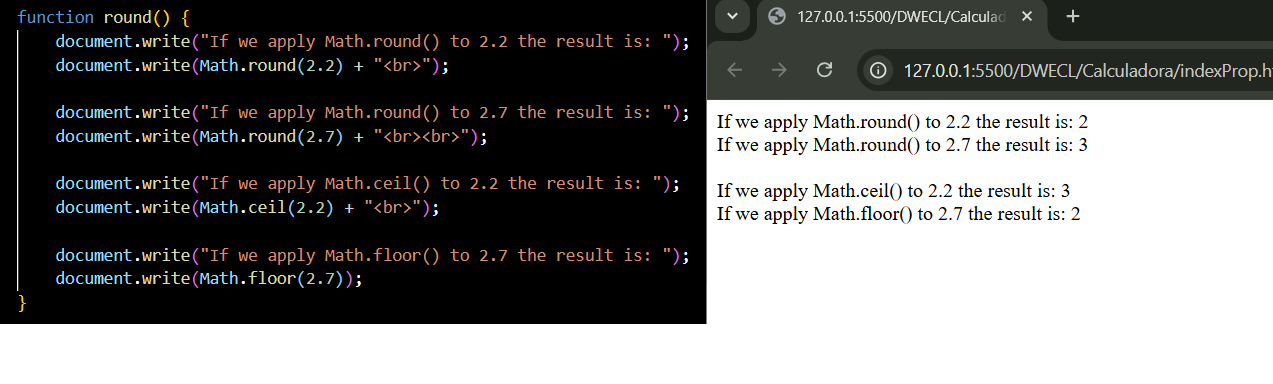 function round() {
document.write("If we apply Math.round() to 2.2 the result is: ");
document.write(Math.round(2.2) + "<br>");
document.write("If we apply Math.round() to 2.7 the result is: ");
document.write(Math.round(2.7) + "<br><br>");
document.write("If we apply Math.ceil() to 2.2 the result is: ");
document.write(Math.ceil(2.2) + "<br>");
document.write("If we apply Math.floor() to 2.7 the result is: ");
document.write(Math.floor(2.7));
}
127.0.0.1:5500/DWECL/Calculad
127.0.0.1:5500/DWECL/Calculadora/indexProp.h
If we apply Math.round() to 2.2 the result is: 2
If we apply Math.round() to 2.7 the result is: 3
If we apply Math.ceil() to 2.2 the result is: 3
If we apply Math.floor() to 2.7 the result is: 2